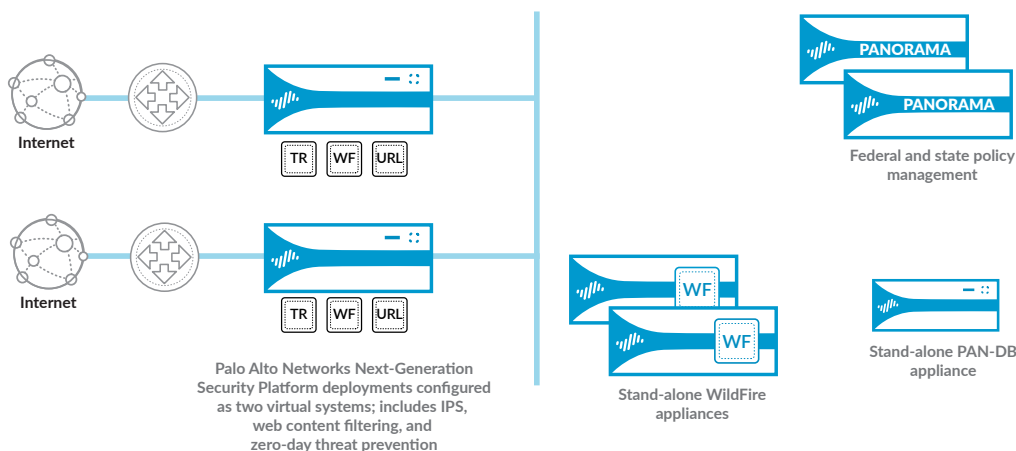 PANORAMA
PANORAMA
Federal and state policy
management
Internet
TR
WF
URL
Internet
TR
WF
URL
Palo Alto Networks Next-Generation
Security Platform deployments configured
as two virtual systems; includes IPS,
web content filtering, and
zero-day threat prevention
WF
WF
Stand-alone WildFire
appliances
Stand-alone PAN-DB
appliance